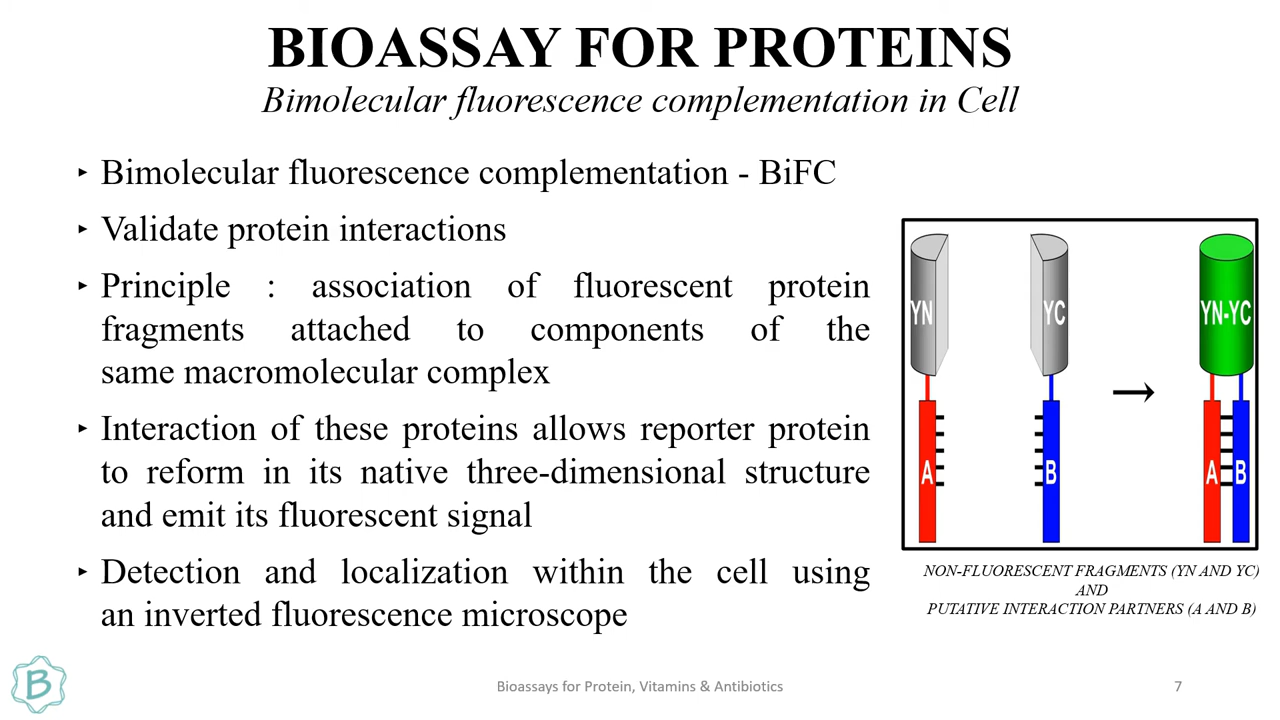 BIOASSAY FOR PROTEINS
Bimolecular fluorescence complementation in Cell
‣ Bimolecular fluorescence complementation - BiFC
‣ Validate protein interactions
‣ Principle : association of fluorescent protein
fragments attached to components of the
same macromolecular complex
‣ Interaction of these proteins allows reporter protein
to reform in its native three-dimensional structure
and emit its fluorescent signal
‣ Detection and localization within the cell using
an inverted fluorescence microscope
YN YC YN-YC
A B A B
NON-FLUORESCENT FRAGMENTS (YN AND YC)
AND
PUTATIVE INTERACTION PARTNERS (A AND B)
B
Bioassays for Protein, Vitamins & Antibiotics
7